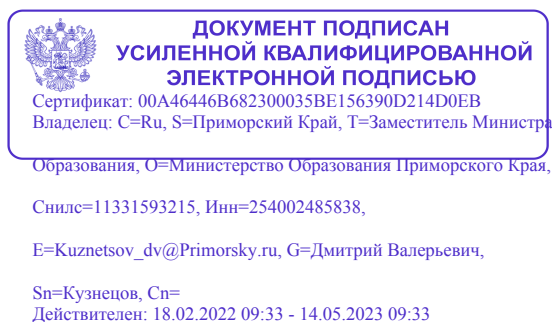 ДОКУМЕНТ ПОДПИСАН
УСИЛЕННОЙ КВАЛИФИЦИРОВАННОЙ
ЭЛЕКТРОННОЙ ПОДПИСЬЮ
Сертификат: 00A46446B682300035BE156390D214D0EB
Владелец: C=Ru, S=Приморский Край, T=Заместитель Министра
Образования, O=Министерство Образования Приморского Края,
Снилс=11331593215, Инн=254002485838,
E=Kuznetsov_dv@Primorsky.ru, G=Дмитрий Валерьевич,
Sn=Кузнецов, Cn=
Действителен: 18.02.2022 09:33 - 14.05.2023 09:33